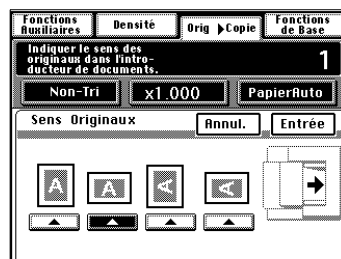 Fonctions Auxiliaires
Densité
Orig ▶Copie
Fonctions de Base
Indiquer le
sens des
originaux dans l'intro-
ducteur de documents.
1
Non-Tri
x1.000
PapierAuto
Sens Originaux
Annul.
Entrée
A
A
A
A